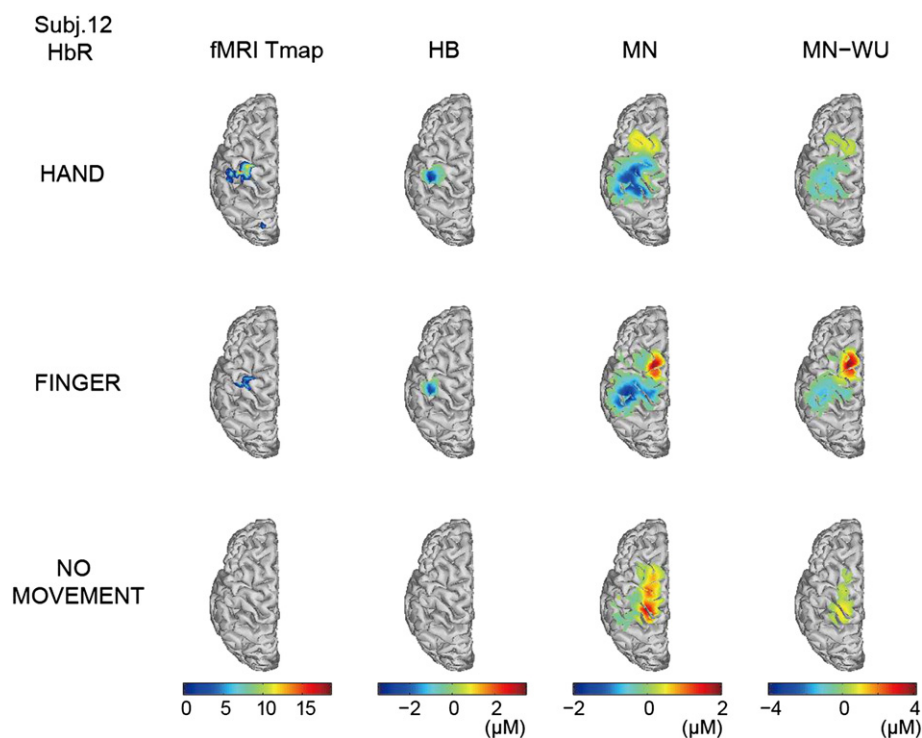 Subj.12
HbR
fMRI Tmap HB MN MN−WU
HAND
FINGER
NO
MOVEMENT
0 5 10 15
−2 0 2
(µM)
−2 0 2
(µM)
−4 0 4
(µM)